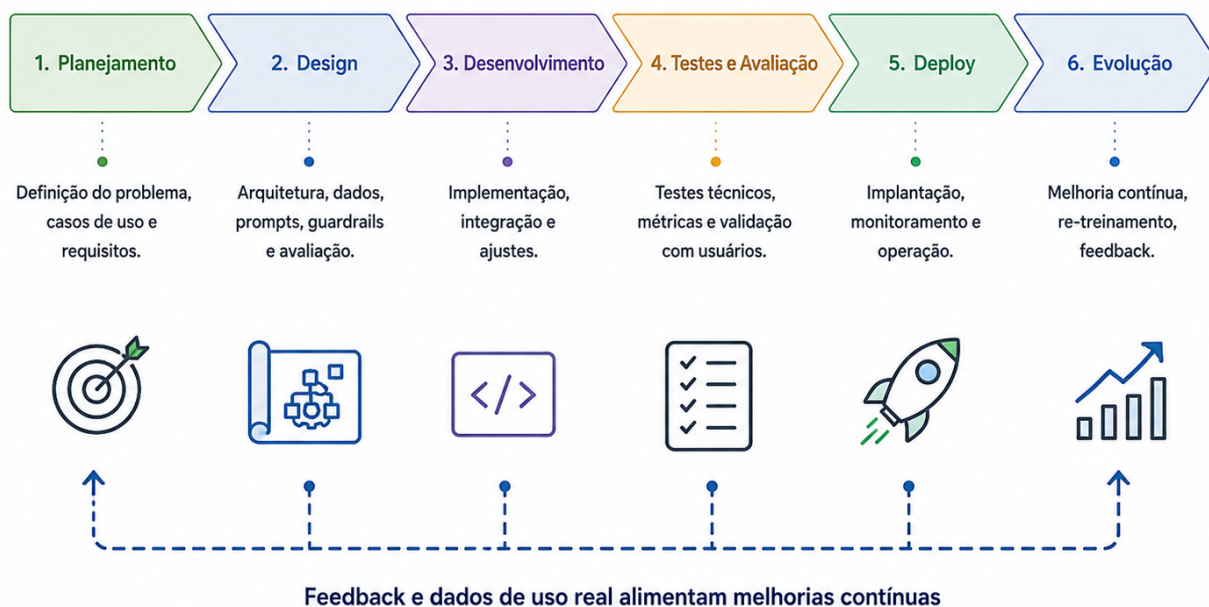 1. Planejamento
2. Design
3. Desenvolvimento
4. Testes e Avaliação
5. Deploy
6. Evolução
Definição do problema,
casos de uso e
requisitos.
Arquitetura, dados,
prompts, guardrails
e avaliação.
Implementação,
integração e
ajustes.
Testes técnicos,
métricas e validação
com usuários.
Implantação,
monitoramento e
operação.
Melhoria contínua,
re-treinamento,
feedback.
</>
Feedback e dados de uso real alimentam melhorias contínuas